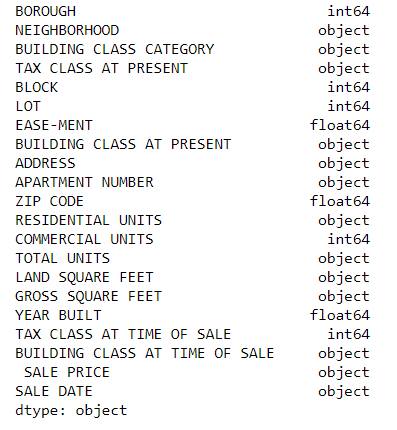 BOROUGH int64
NEIGHBORHOOD object
BUILDING CLASS CATEGORY object
TAX CLASS AT PRESENT object
BLOCK int64
LOT int64
EASE-MENT float64
BUILDING CLASS AT PRESENT object
ADDRESS object
APARTMENT NUMBER object
ZIP CODE float64
RESIDENTIAL UNITS object
COMMERCIAL UNITS int64
TOTAL UNITS object
LAND SQUARE FEET object
GROSS SQUARE FEET object
YEAR BUILT float64
TAX CLASS AT TIME OF SALE int64
BUILDING CLASS AT TIME OF SALE object
 SALE PRICE object
SALE DATE object
dtype: object